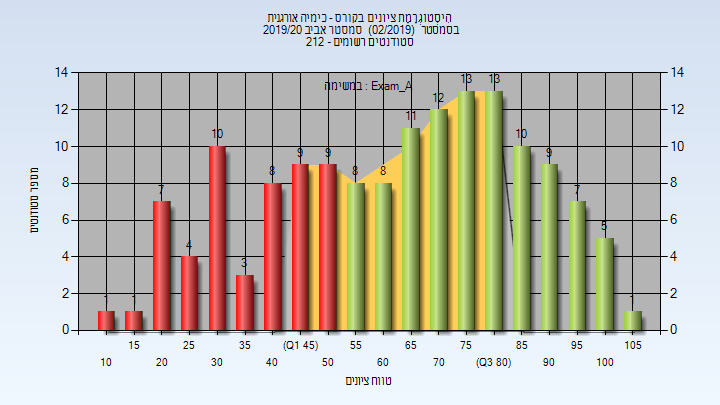 היסטוגרמת ציונים בקורס - כימיה אורגנית
בסמסטר (02/2019) סמסטר אביב 2019/20
סטודנטים רשומים - 212
במשימה : Exam_A
14 14
12 12
10 10
8 8
6 6
4 4
2 2
0 0
מספר סטודנטים
1 1 7 4 10 3 8 9 9 8 8 11 12 13 13 10 9 7 5 1
15 25 35 (Q1 45) 55 65 75 85 95 105
10 20 30 40 50 60 70 (Q3 80) 90 100
טווח ציונים